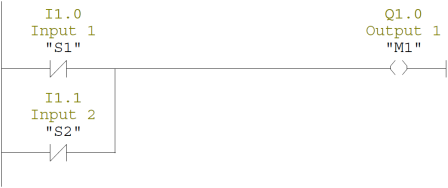 I1.0
Input 1
"S1"
Q1.0
Output 1
"M1"
I1.1
Input 2
"S2"